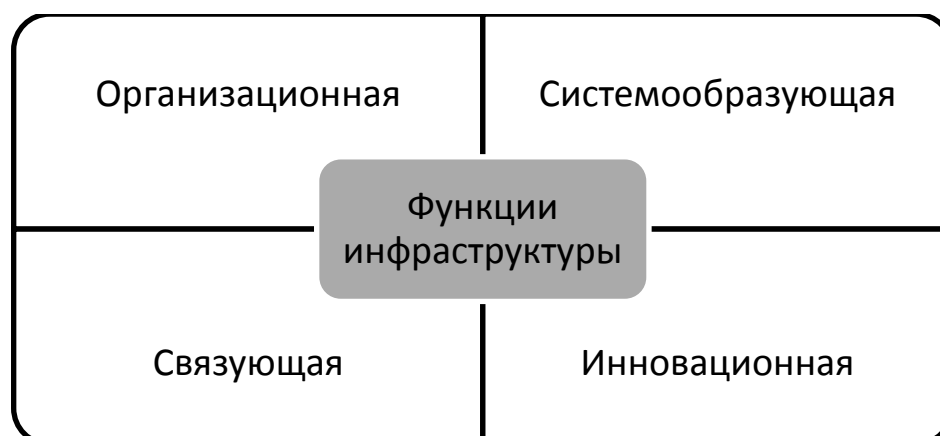 Организационная
Системообразующая
Функции
инфраструктуры
Связующая
Инновационная